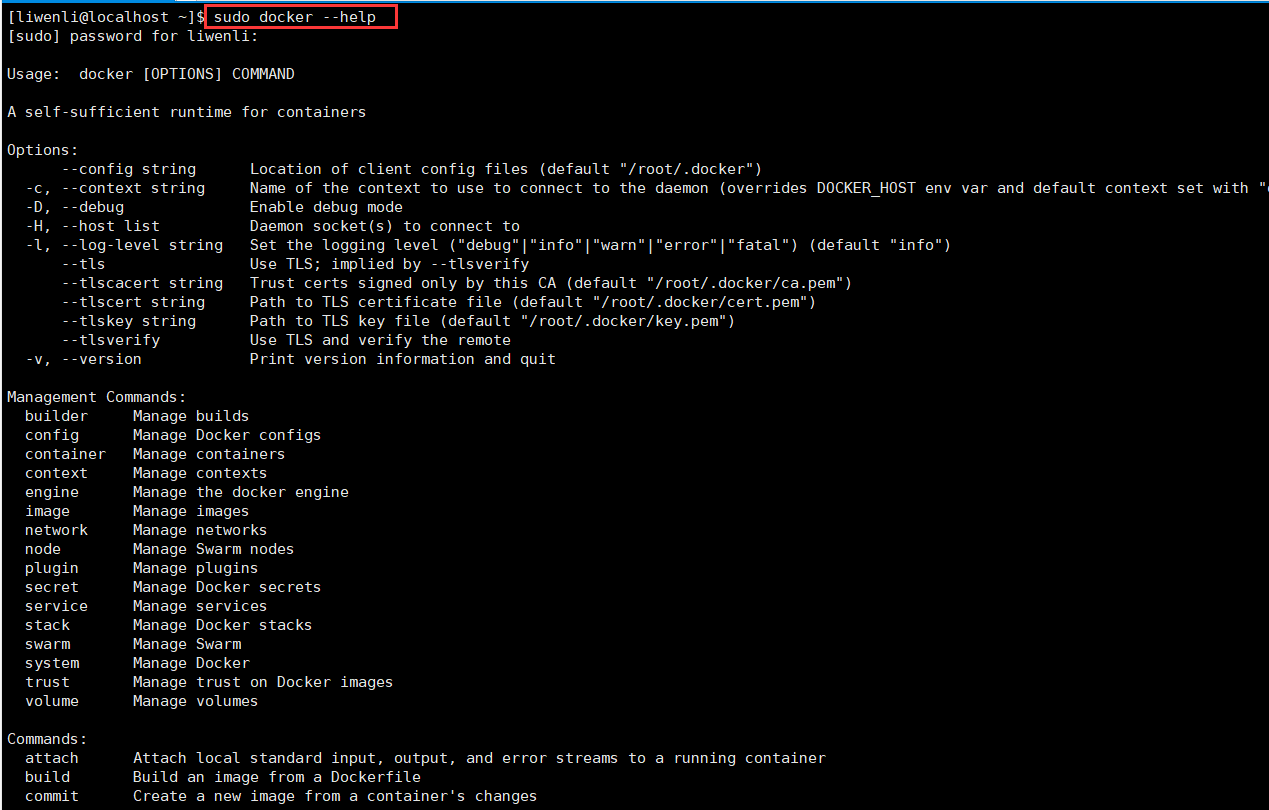 [liwenli@localhost ~]$ sudo docker --help
[sudo] password for liwenli:
Usage:  docker [OPTIONS] COMMAND
A self-sufficient runtime for containers
Options:
      --config string      Location of client config files (default "/root/.docker")
  -c, --context string     Name of the context to use to connect to the daemon (overrides DOCKER_HOST env var and default context set with "
  -D, --debug              Enable debug mode
  -H, --host list          Daemon socket(s) to connect to
  -l, --log-level string   Set the logging level ("debug"|"info"|"warn"|"error"|"fatal") (default "info")
      --tls                Use TLS; implied by --tlsverify
      --tlscacert string   Trust certs signed only by this CA (default "/root/.docker/ca.pem")
      --tlscert string     Path to TLS certificate file (default "/root/.docker/cert.pem")
      --tlskey string      Path to TLS key file (default "/root/.docker/key.pem")
      --tlsverify          Use TLS and verify the remote
  -v, --version            Print version information and quit
Management Commands:
  builder     Manage builds
  config      Manage Docker configs
  container   Manage containers
  context     Manage contexts
  engine      Manage the docker engine
  image       Manage images
  network     Manage networks
  node        Manage Swarm nodes
  plugin      Manage plugins
  secret      Manage Docker secrets
  service     Manage services
  stack       Manage Docker stacks
  swarm       Manage Swarm
  system      Manage Docker
  trust       Manage trust on Docker images
  volume      Manage volumes
Commands:
  attach      Attach local standard input, output, and error streams to a running container
  build       Build an image from a Dockerfile
  commit      Create a new image from a container's changes